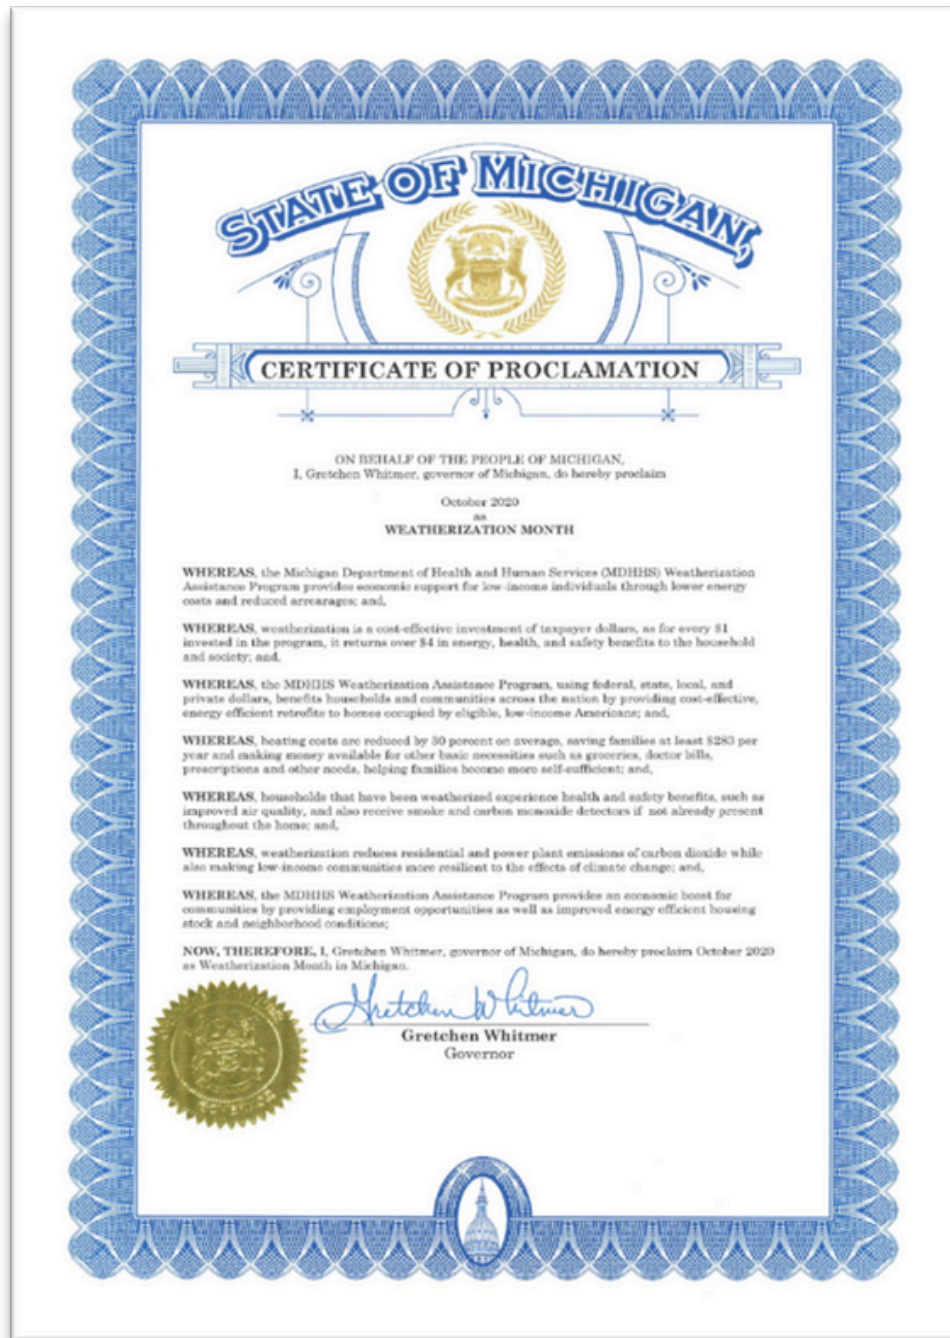 STATE OF MICHIGAN,
CERTIFICATE OF PROCLAMATION
ON BEHALF OF THE PEOPLE OF MICHIGAN,
I, Gretchen Whitmer, governor of Michigan, do hereby proclaim
October 2020
as
WEATHERIZATION MONTH
WHEREAS, the Michigan Department of Health and Human Services (MDHHS) Weatherization
Assistance Program provides economic support for low-income individuals through lower energy
costs and reduced arrearages; and,
WHEREAS, weatherization is a cost-effective investment of taxpayer dollars, as for every $1
invested in the program, it returns over $4 in energy, health, and safety benefits to the household
and society; and,
WHEREAS, the MDHHS Weatherization Assistance Program, using federal, state, local, and
private dollars, benefits households and communities across the nation by providing cost-effective,
energy efficient retrofits to homes occupied by eligible, low-income Americans; and,
WHEREAS, heating costs are reduced by 30 percent on average, saving families at least $283 per
year and making money available for other basic necessities such as groceries, doctor bills,
prescriptions and other needs, helping families become more self-sufficient; and,
WHEREAS, households that have been weatherized experience health and safety benefits, such as
improved air quality, and also receive smoke and carbon monoxide detectors if not already present
throughout the home; and,
WHEREAS, weatherization reduces residential and power plant emissions of carbon dioxide while
also making low-income communities more resilient to the effects of climate change; and,
WHEREAS, the MDHHS Weatherization Assistance Program provides an economic boost for
communities by providing employment opportunities as well as improved energy efficient housing
stock and neighborhood conditions;
NOW, THEREFORE, I, Gretchen Whitmer, governor of Michigan, do hereby proclaim October 2020
as Weatherization Month in Michigan.
Gretchen Whitmer
Gretchen Whitmer
Governor